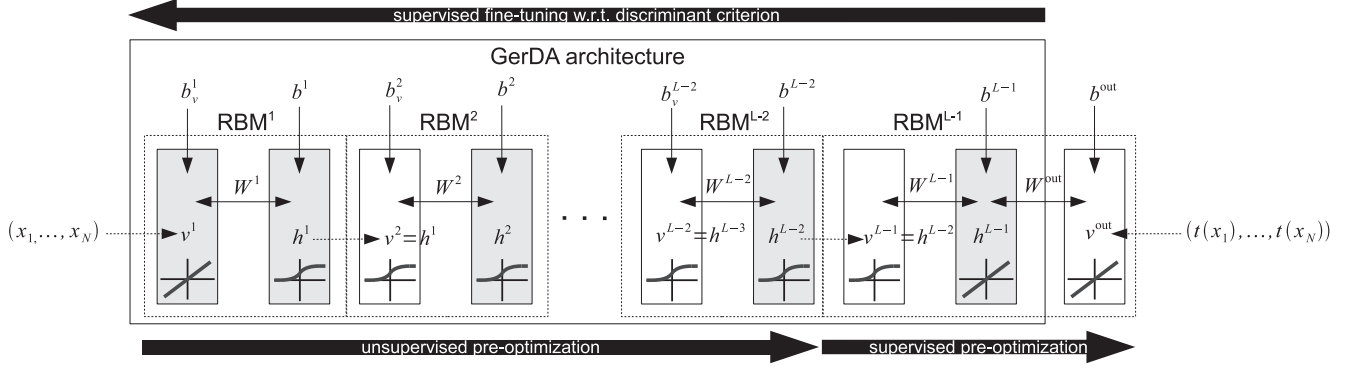 supervised fine-tuning w.r.t. discriminant criterion
GerDA architecture
b_v^1 b^1 b_v^2 b^2 b_v^{L-2} b^{L-2} b^{L-1} b^{out}
RBM^1 RBM^2 RBM^{L-2} RBM^{L-1}
W^1 W^2 W^{L-2} W^{L-1} W^{out}
(x_{1,}…, x_N) v^1 h^1 v^2=h^1 h^2 . . . v^{L-2}=h^{L-3} h^{L-2} v^{L-1}=h^{L-2} h^{L-1} v^{out} (t(x_1),…, t(x_N))
unsupervised pre-optimization supervised pre-optimization